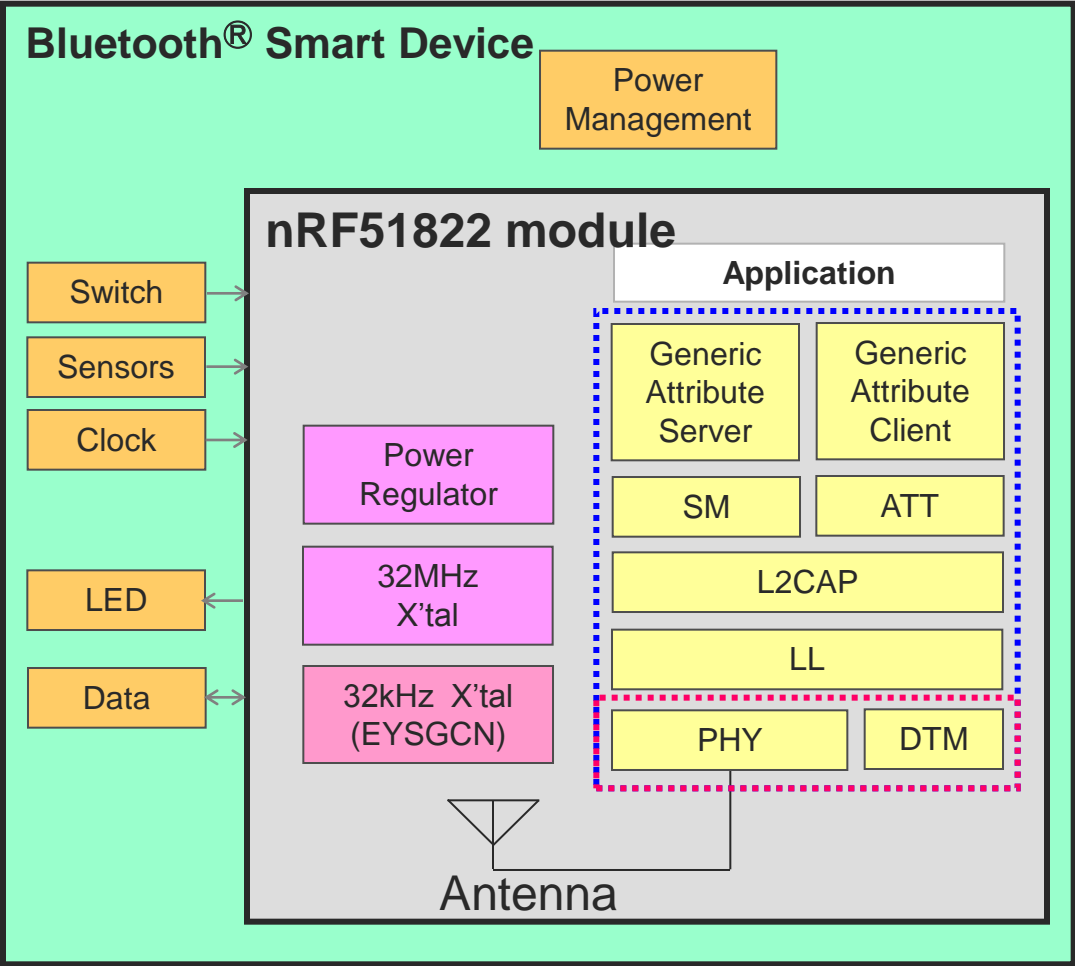 Bluetooth® Smart Device
Power
Management
nRF51822 module
Application
Switch
Sensors
Clock
LED
Data
Power
Regulator
32MHz
X’tal
32kHz X’tal
(EYSGCN)
Generic
Attribute
Server
Generic
Attribute
Client
SM
ATT
L2CAP
LL
PHY
DTM
Antenna